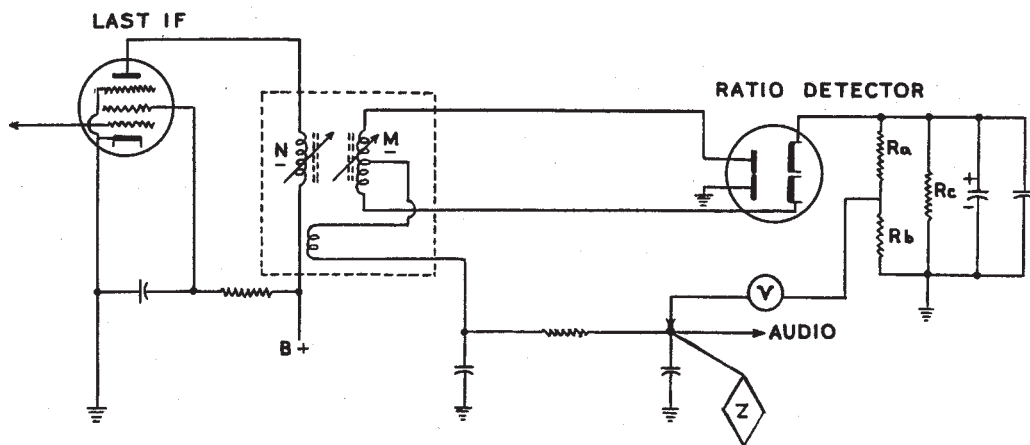 LAST IF
RATIO DETECTOR
N
M
Ra
Rb
Rc
+
-
V
B+
AUDIO
Z